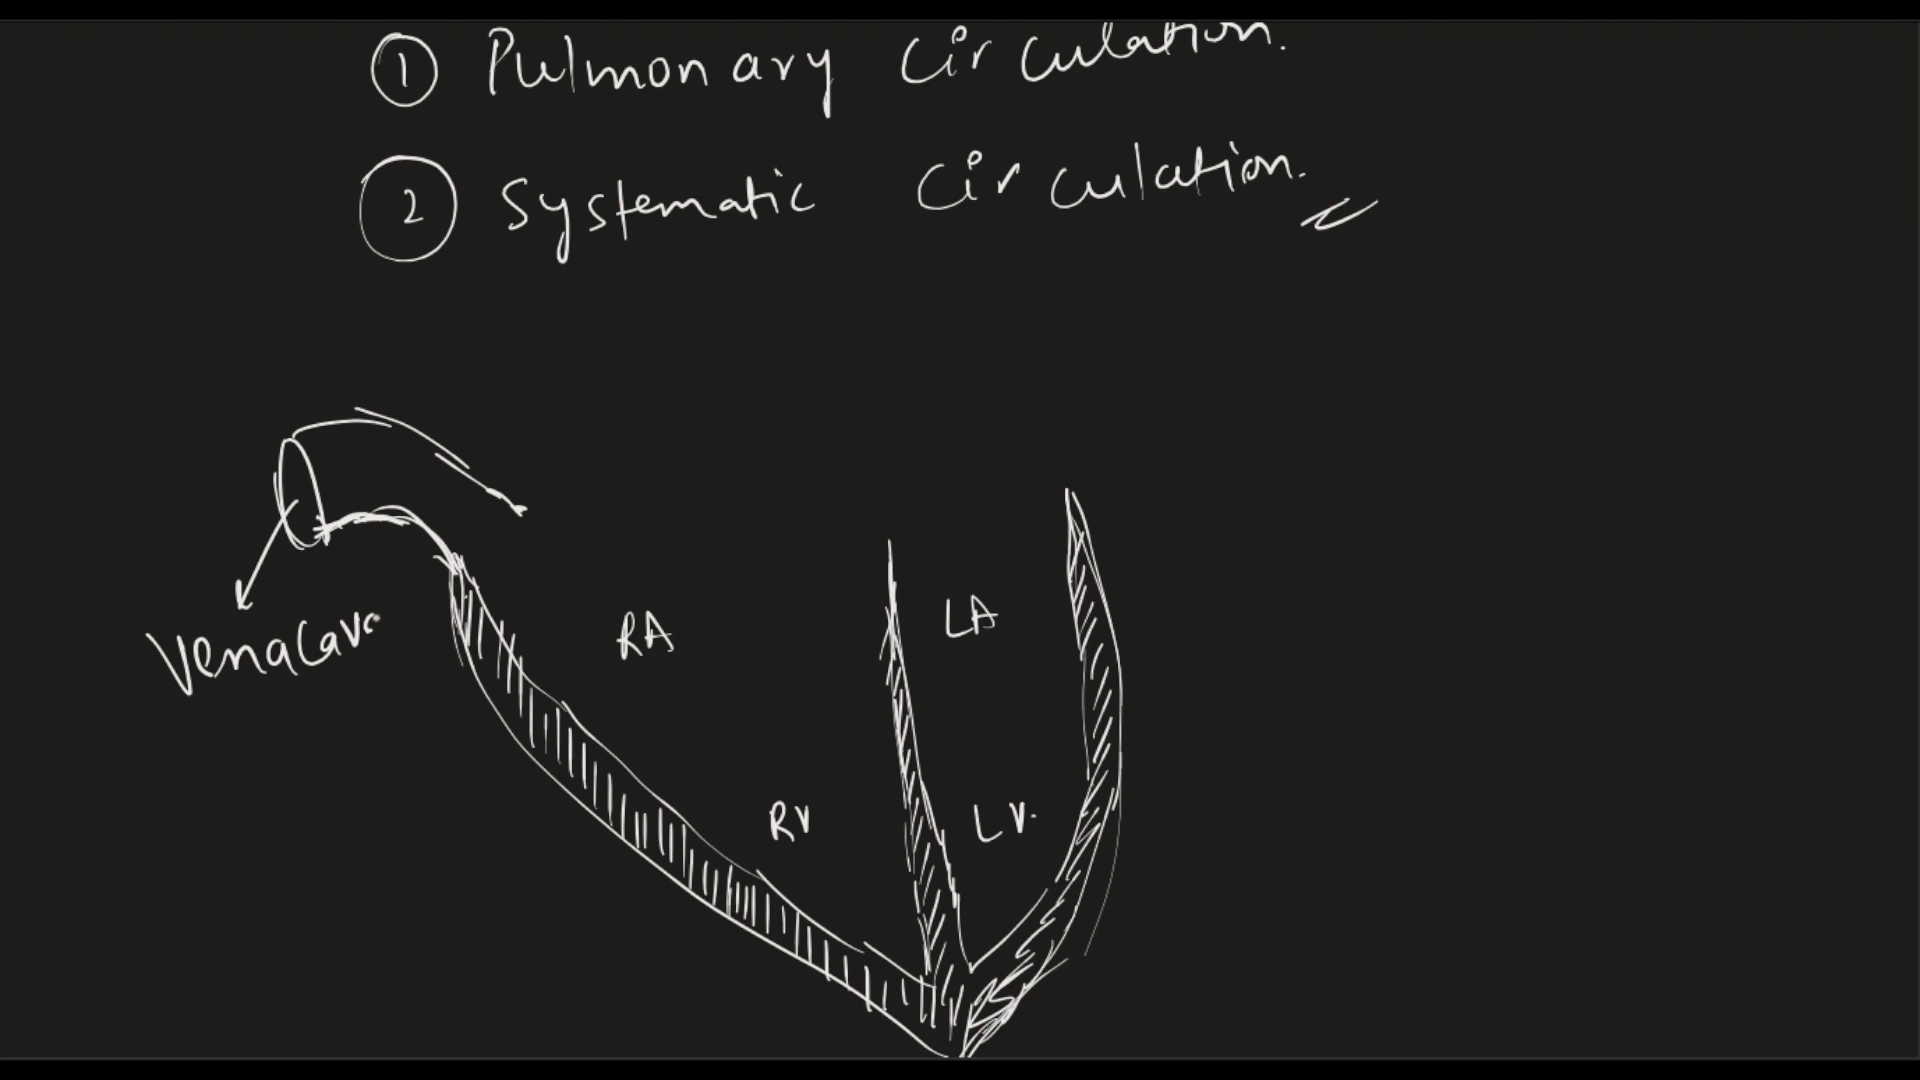 ① Pulmonary Circulation.
② Systematic Circulation.
Venacava
RA
LA
RV
LV.